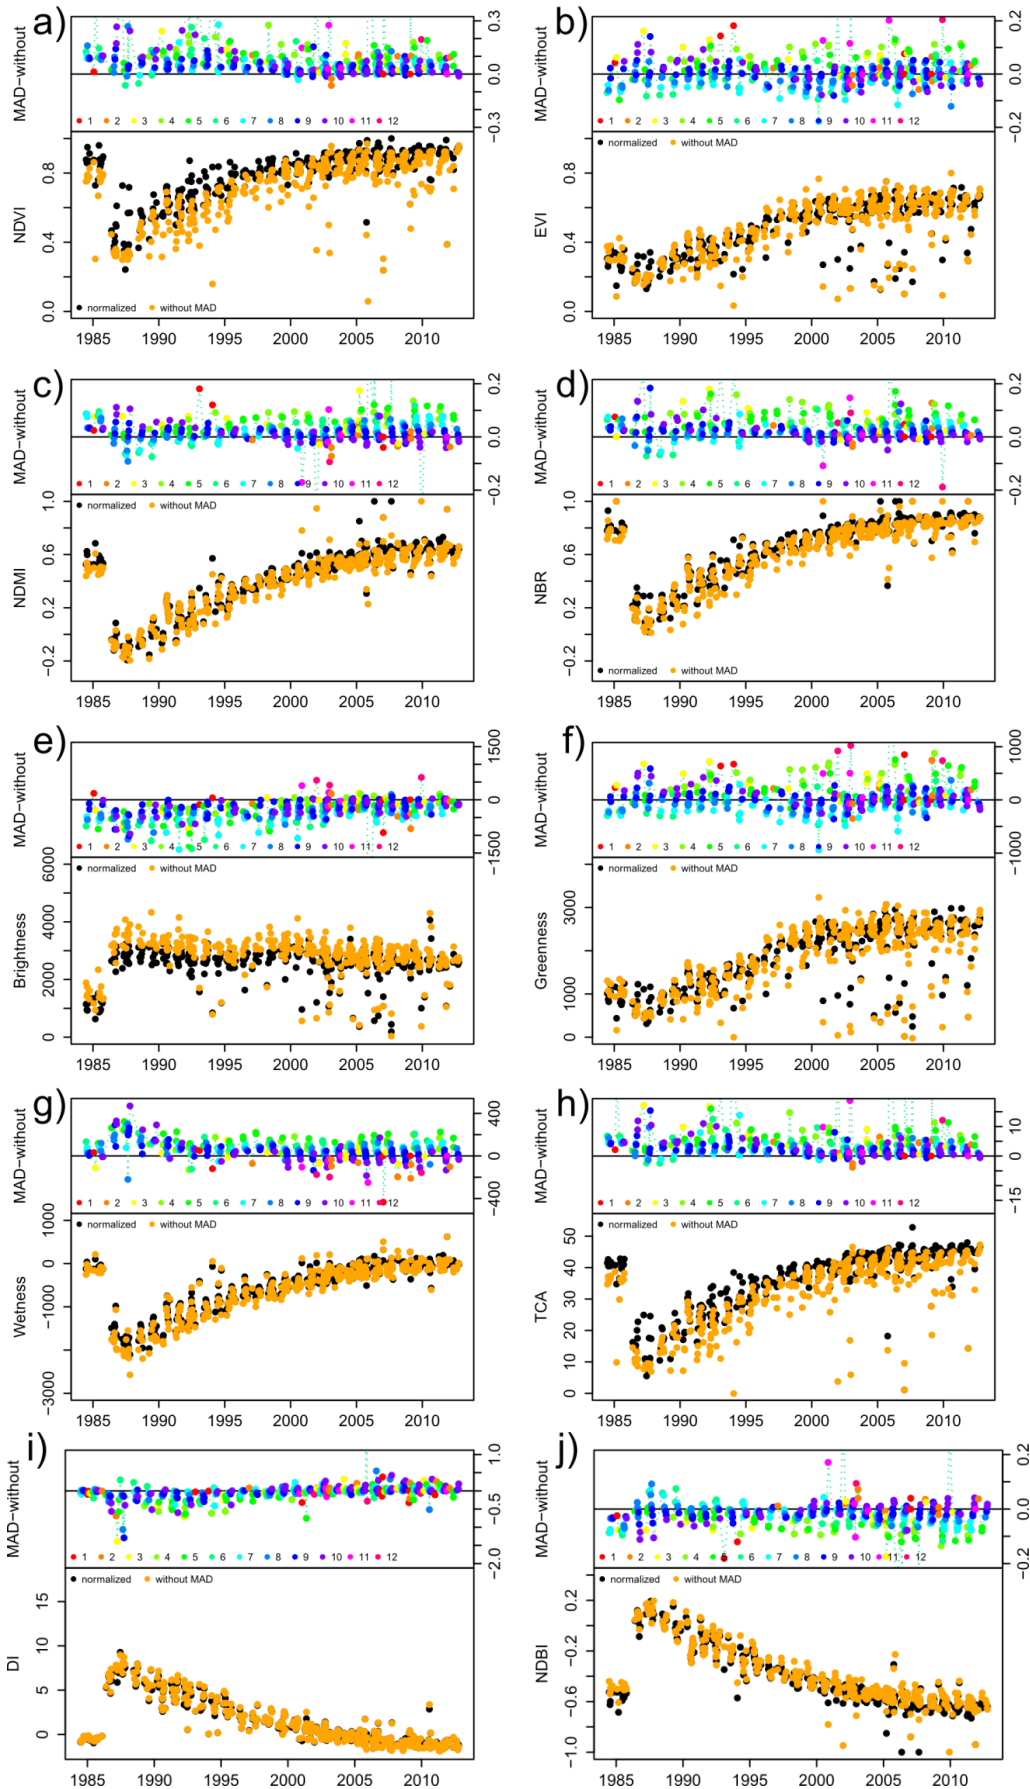 a)
MAD−without
0.3
0.0
−0.3
1 2 3 4 5 6 7 8 9 10 11 12
NDVI
0.8
0.4
0.0
normalized without MAD
1985 1990 1995 2000 2005 2010
b)
MAD−without
0.2
0.0
−0.2
1 2 3 4 5 6 7 8 9 10 11 12
EVI
0.8
0.4
0.0
normalized without MAD
1985 1990 1995 2000 2005 2010
c)
MAD−without
0.2
0.0
−0.2
1 2 3 4 5 6 7 8 9 10 11 12
normalized without MAD
NDMI
1.0
0.6
0.2
−0.2
1985 1990 1995 2000 2005 2010
d)
MAD−without
0.2
0.0
−0.2
1 2 3 4 5 6 7 8 9 10 11 12
NBR
1.0
0.6
0.2
−0.2
normalized without MAD
1985 1990 1995 2000 2005 2010
e)
MAD−without
1500
0
−1500
1 2 3 4 5 6 7 8 9 10 11 12
normalized without MAD
Brightness
6000
4000
2000
0
1985 1990 1995 2000 2005 2010
f)
MAD−without
1000
0
−1000
1 2 3 4 5 6 7 8 9 10 11 12
normalized without MAD
Greenness
3000
1000
0
1985 1990 1995 2000 2005 2010
g)
MAD−without
400
0
−400
1 2 3 4 5 6 7 8 9 10 11 12
normalized without MAD
Wetness
1000
0
−1000
−3000
1985 1990 1995 2000 2005 2010
h)
MAD−without
10
0
−15
1 2 3 4 5 6 7 8 9 10 11 12
normalized without MAD
TCA
50
40
30
20
10
0
1985 1990 1995 2000 2005 2010
i)
MAD−without
1.0
−0.5
−2.0
1 2 3 4 5 6 7 8 9 10 11 12
normalized without MAD
DI
15
10
5
0
1985 1990 1995 2000 2005 2010
j)
MAD−without
0.2
0.0
−0.2
1 2 3 4 5 6 7 8 9 10 11 12
normalized without MAD
NDBI
0.2
−0.2
−0.6
−1.0
1985 1990 1995 2000 2005 2010